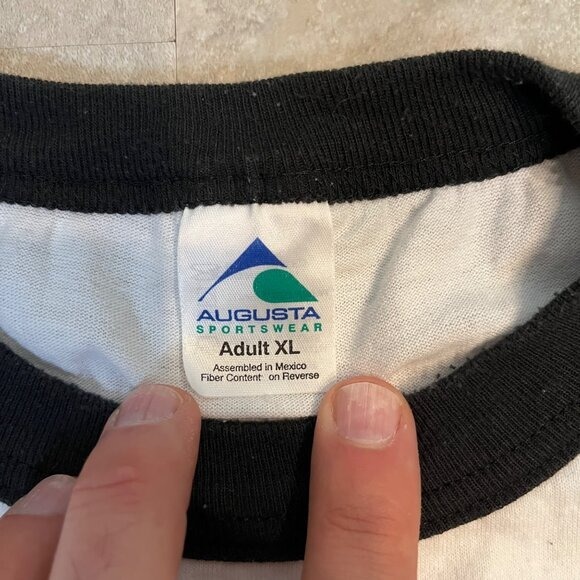 AUGUSTA
SPORTSWEAR
Adult XL
Assembled in Mexico
Fiber Content on Reverse